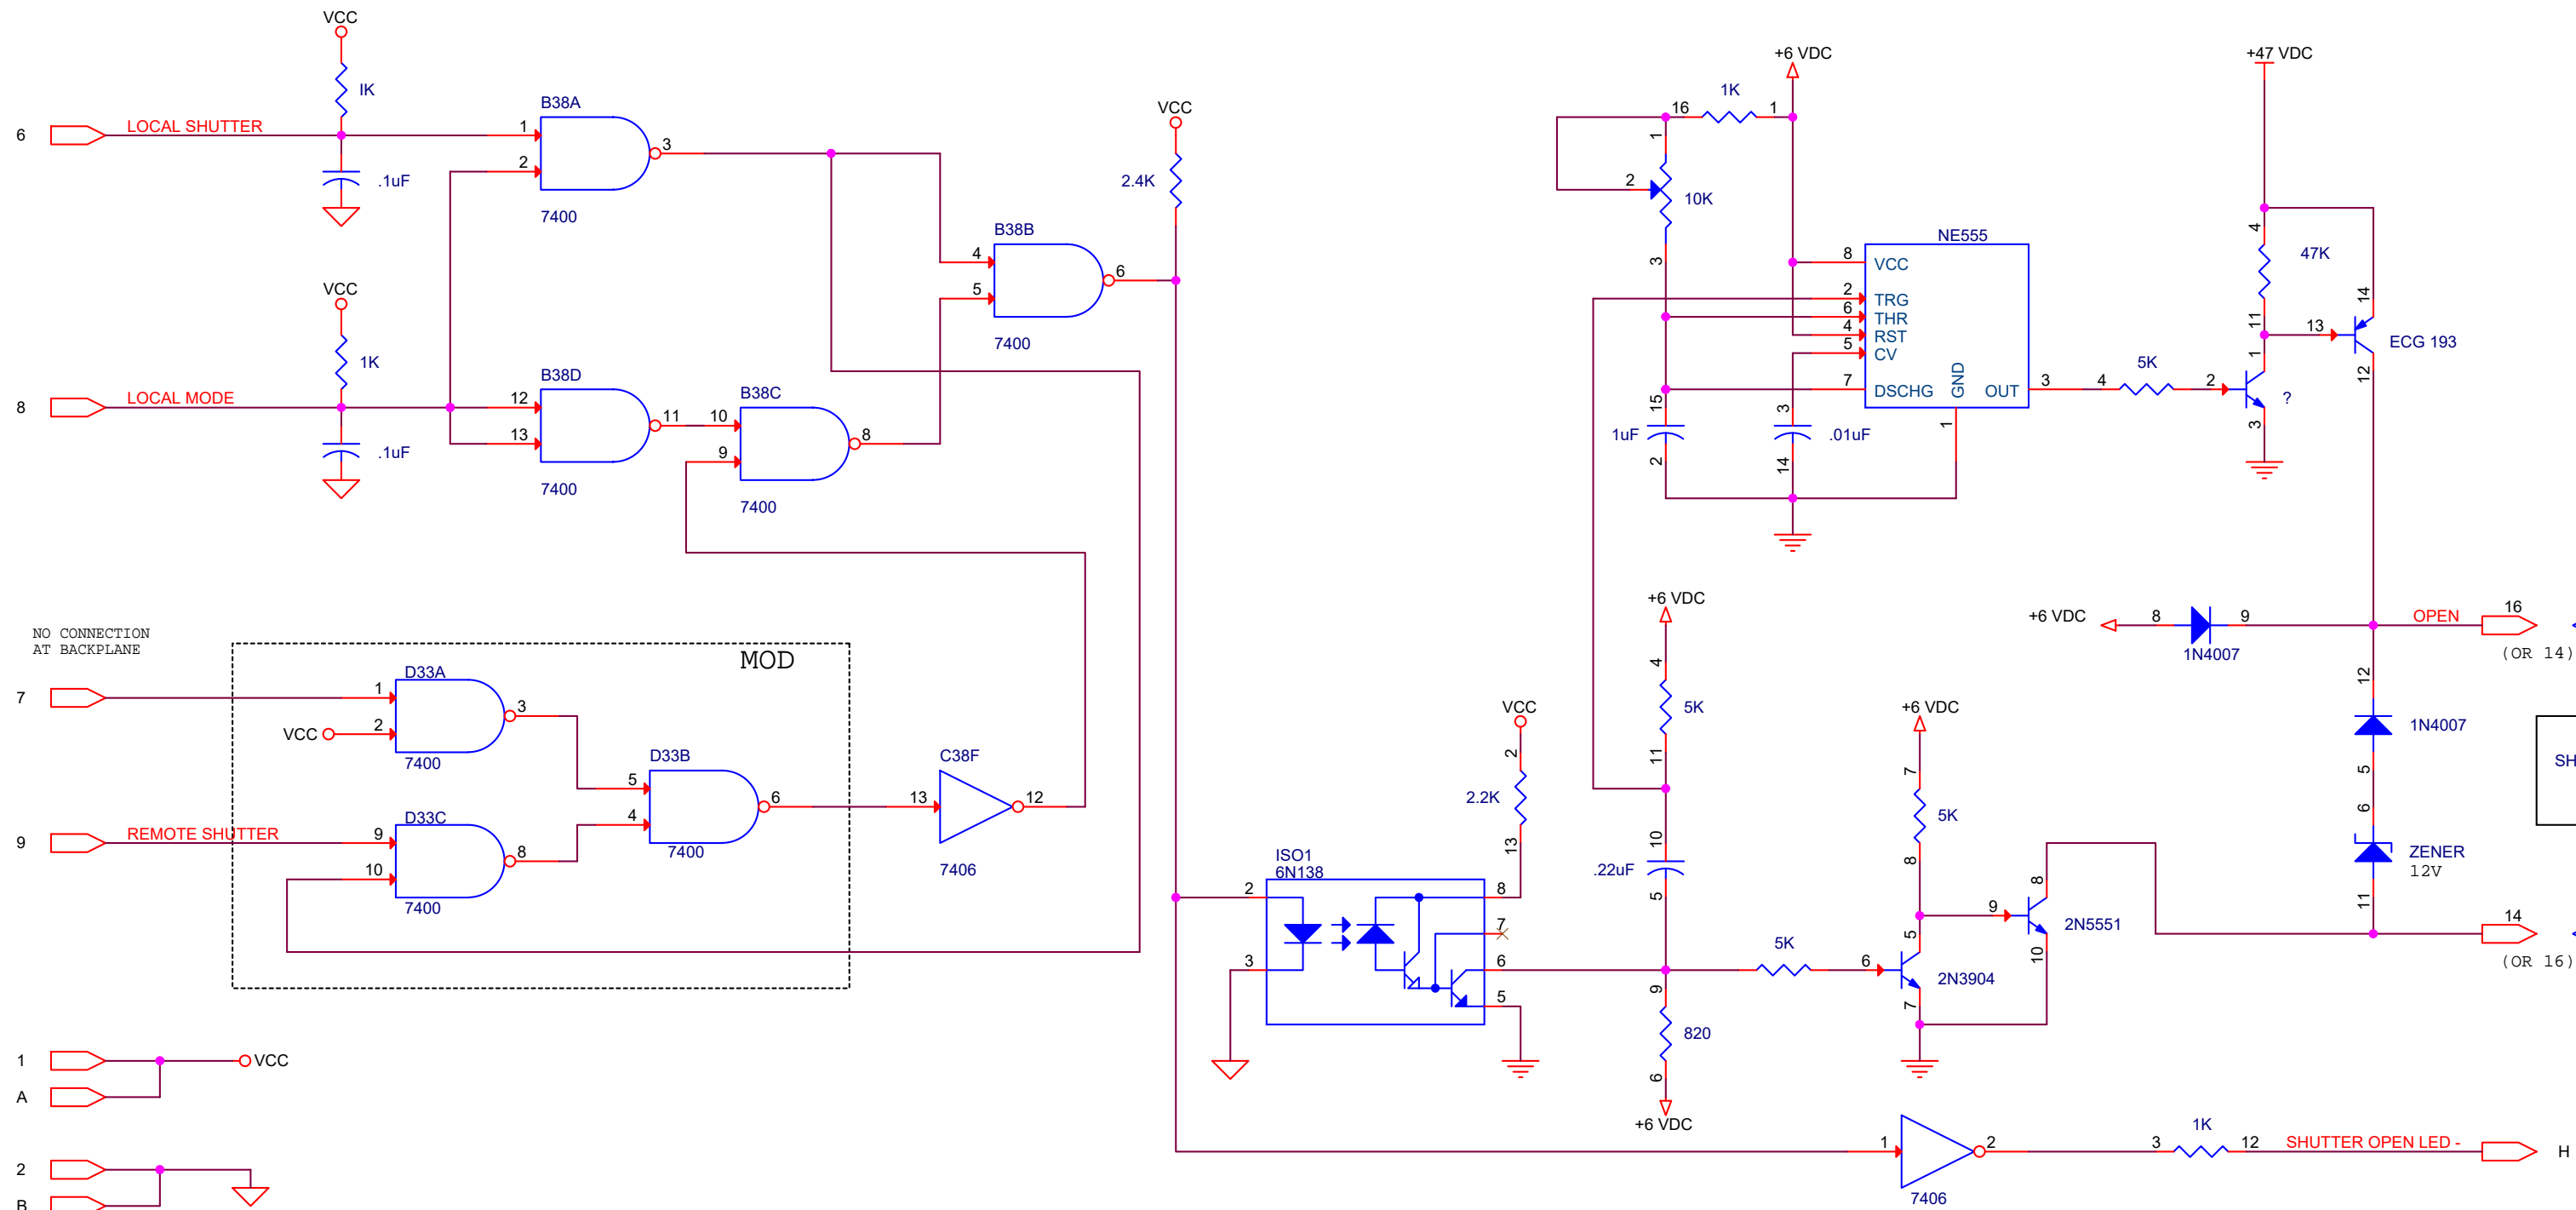 VCC
IK
6
LOCAL SHUTTER
.1uF
B38A
1
2
3
7400
VCC
1K
8
LOCAL MODE
.1uF
B38D
12
13
11
7400
B38C
10
9
8
7400
B38B
4
5
6
7400
VCC
2.4K
NO CONNECTION
AT BACKPLANE
MOD
7
D33A
1
VCC
2
3
7400
9
REMOTE SHUTTER
D33C
9
10
8
7400
D33B
5
4
6
7400
C38F
13
12
7406
1
VCC
A
2
B
+6 VDC
16
1K
1
1
2
10K
3
NE555
8
VCC
2
TRG
6
THR
4
RST
5
CV
7
DSCHG
GND
OUT
3
1
15
1uF
2
3
.01uF
14
4
5K
2
+47 VDC
4
47K
11
1
?
3
13
14
ECG 193
12
+6 VDC
8
9
1N4007
OPEN
16
(OR 14)
12
1N4007
5
6
ZENER
12V
11
14
(OR 16)
SH
+6 VDC
4
5K
11
10
.22uF
5
9
820
6
+6 VDC
VCC
2
2.2K
13
ISO1
6N138
2
3
8
7
6
5
5K
6
+6 VDC
7
5K
8
5
2N3904
7
9
8
2N5551
10
1
2
7406
3
1K
12
SHUTTER OPEN LED -
H